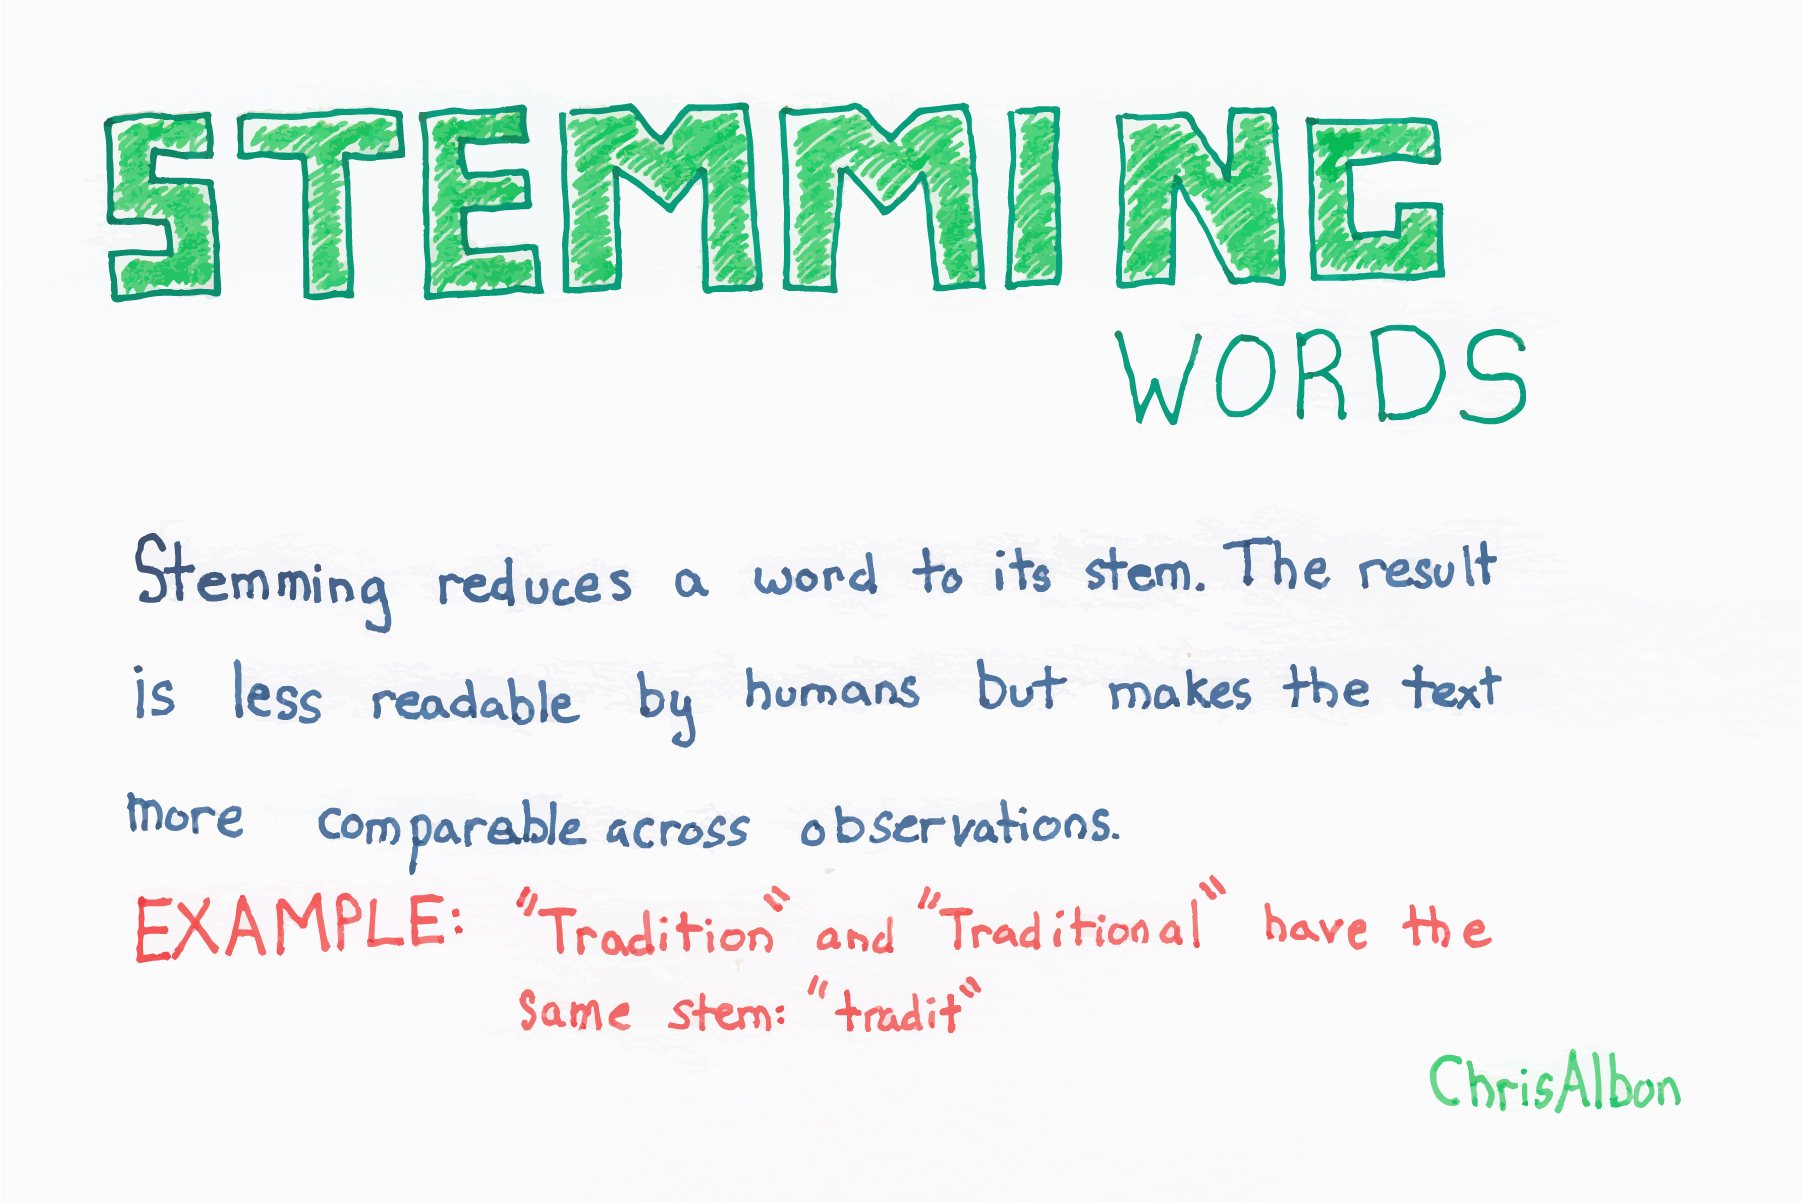 STEMMING
WORDS
Stemming reduces a word to its stem. The result
is less readable by humans but makes the text
more comparable across observations.
EXAMPLE: "Tradition" and "Traditional" have the
same stem: "tradit"
ChrisAlbon